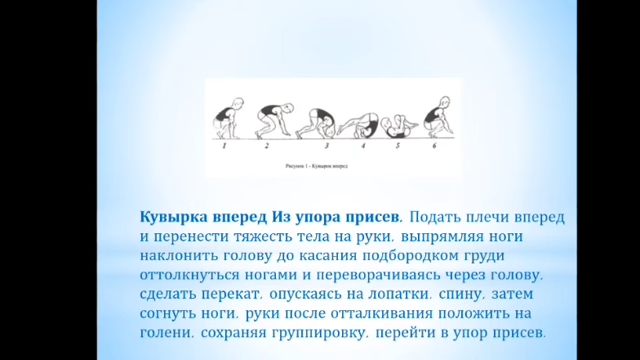 1 2 3 4 5 6
Рисунок 1 - Кувырок вперед
Кувырка вперед Из упора присев. Подать плечи вперед
и перенести тяжесть тела на руки. выпрямляя ноги
наклонить голову до касания подбородком груди
оттолкнуться ногами и переворачиваясь через голову.
сделать перекат. опускаясь на лопатки. спину. затем
согнуть ноги. руки после отталкивания положить на
голени. сохраняя группировку. перейти в упор присев.